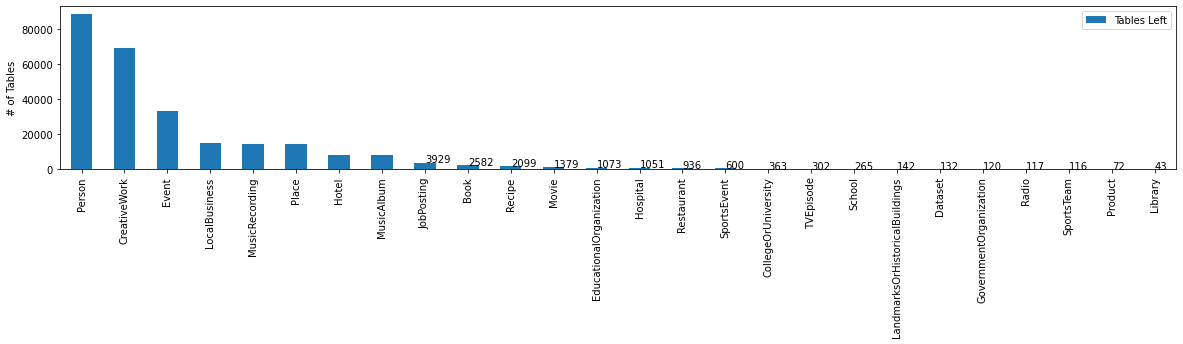 Tables Left
# of Tables
80000
60000
40000
20000
0
3929
2582
2099
1379
1073
1051
936
600
363
302
265
142
132
120
117
116
72
43
Person
CreativeWork
Event
LocalBusiness
MusicRecording
Place
Hotel
MusicAlbum
JobPosting
Book
Recipe
Movie
EducationalOrganization
Hospital
Restaurant
SportsEvent
CollegeOrUniversity
TVEpisode
School
LandmarksOrHistoricalBuildings
Dataset
GovernmentOrganization
Radio
SportsTeam
Product
Library